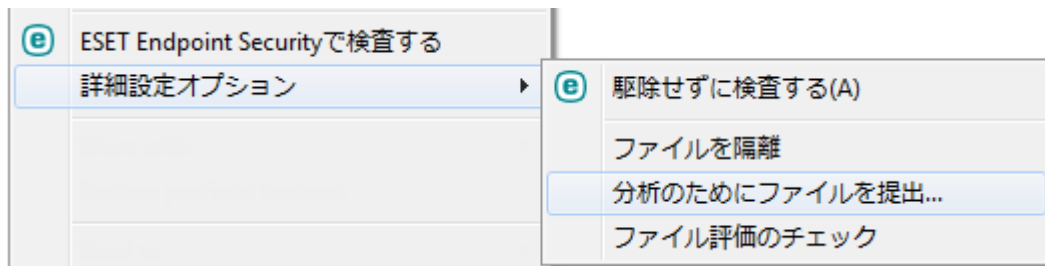 ESET Endpoint Securityで検査する
詳細設定オプション
駆除せずに検査する(A)
ファイルを隔離
分析のためにファイルを提出...
ファイル評価のチェック